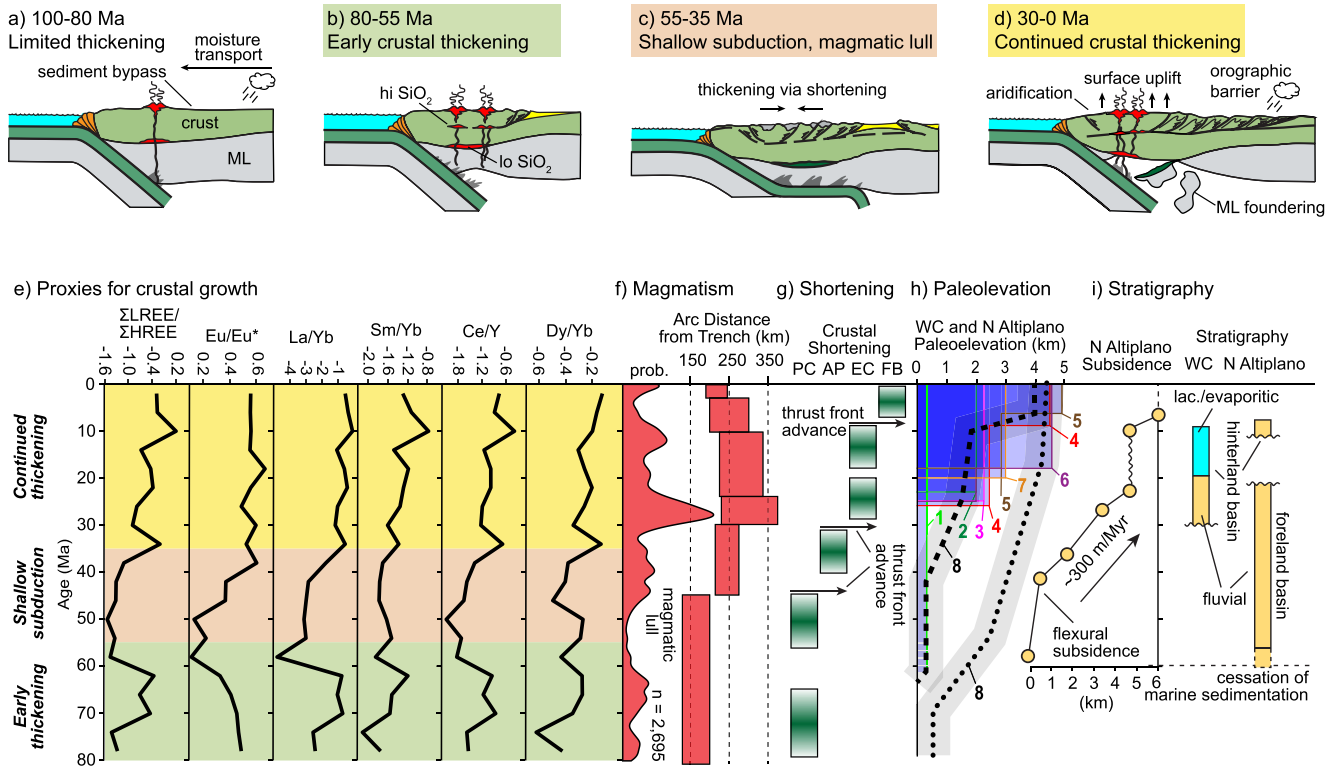 a) 100-80 Ma
Limited thickening
moisture
transport
sediment bypass
crust
ML
b) 80-55 Ma
Early crustal thickening
hi SiO2
lo SiO2
c) 55-35 Ma
Shallow subduction, magmatic lull
thickening via shortening
d) 30-0 Ma
Continued crustal thickening
surface uplift
orographic
barrier
aridification
ML foundering
e) Proxies for crustal growth
ΣLREE/
ΣHREE
Eu/Eu*
La/Yb
Sm/Yb
Ce/Y
Dy/Yb
-1.6 -1.0 -0.4 0.2
0.2 0.4 0.6
-4 -3 -2 -1
-2.0 -1.6 -1.2 -0.8
-1.8 -1.2 -0.6
-0.6 -0.4 -0.2
Age (Ma)
0
10
20
30
40
50
60
70
80
Continued
thickening
Shallow
subduction
Early
thickening
f) Magmatism
Arc Distance
from Trench (km)
prob.
150 250 350
magmatic
lull
n = 2,695
g) Shortening
Crustal
Shortening
PC AP EC FB
thrust front
advance
thrust front
advance
h) Paleolevation
WC and N Altiplano
Paleoelevation (km)
0 1 2 3 4 5
5
4
6
7
5
4
3
2
1
8
8
i) Stratigraphy
N Altiplano
Subsidence
~300 m/Myr
flexural
subsidence
0 1 2 3 4 5 6
(km)
Stratigraphy
WC N Altiplano
lac./evaporitic
hinterland basin
foreland basin
fluvial
cessation of
marine sedimentation